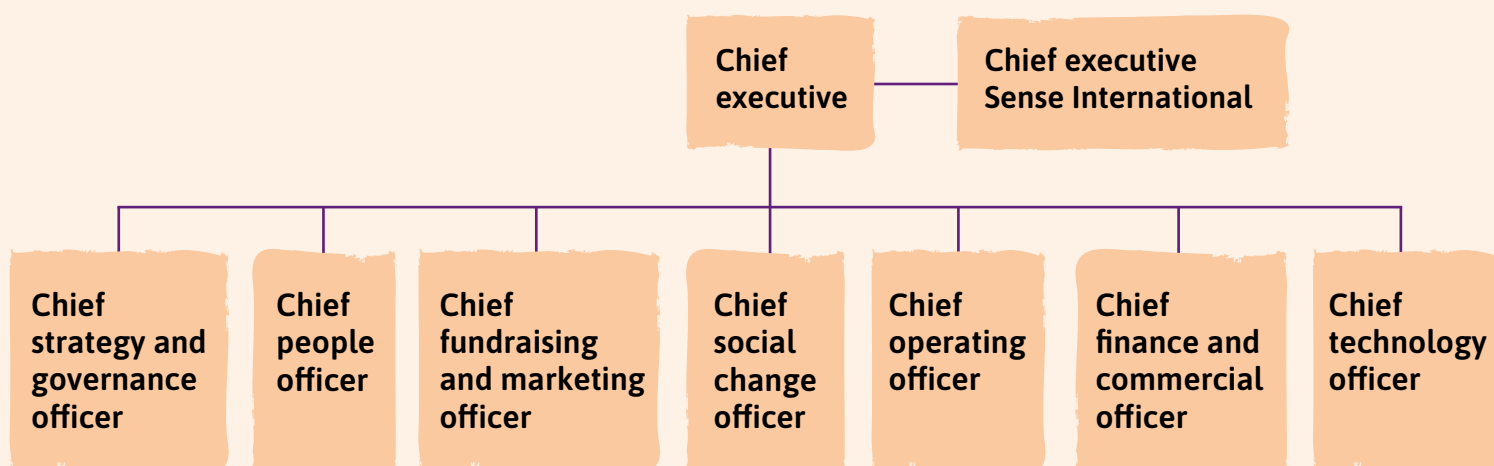 Chief
executive
Chief executive
Sense International
Chief
strategy and
governance
officer
Chief
people
officer
Chief
fundraising
and marketing
officer
Chief
social
change
officer
Chief
operating
officer
Chief
finance and
commercial
officer
Chief
technology
officer